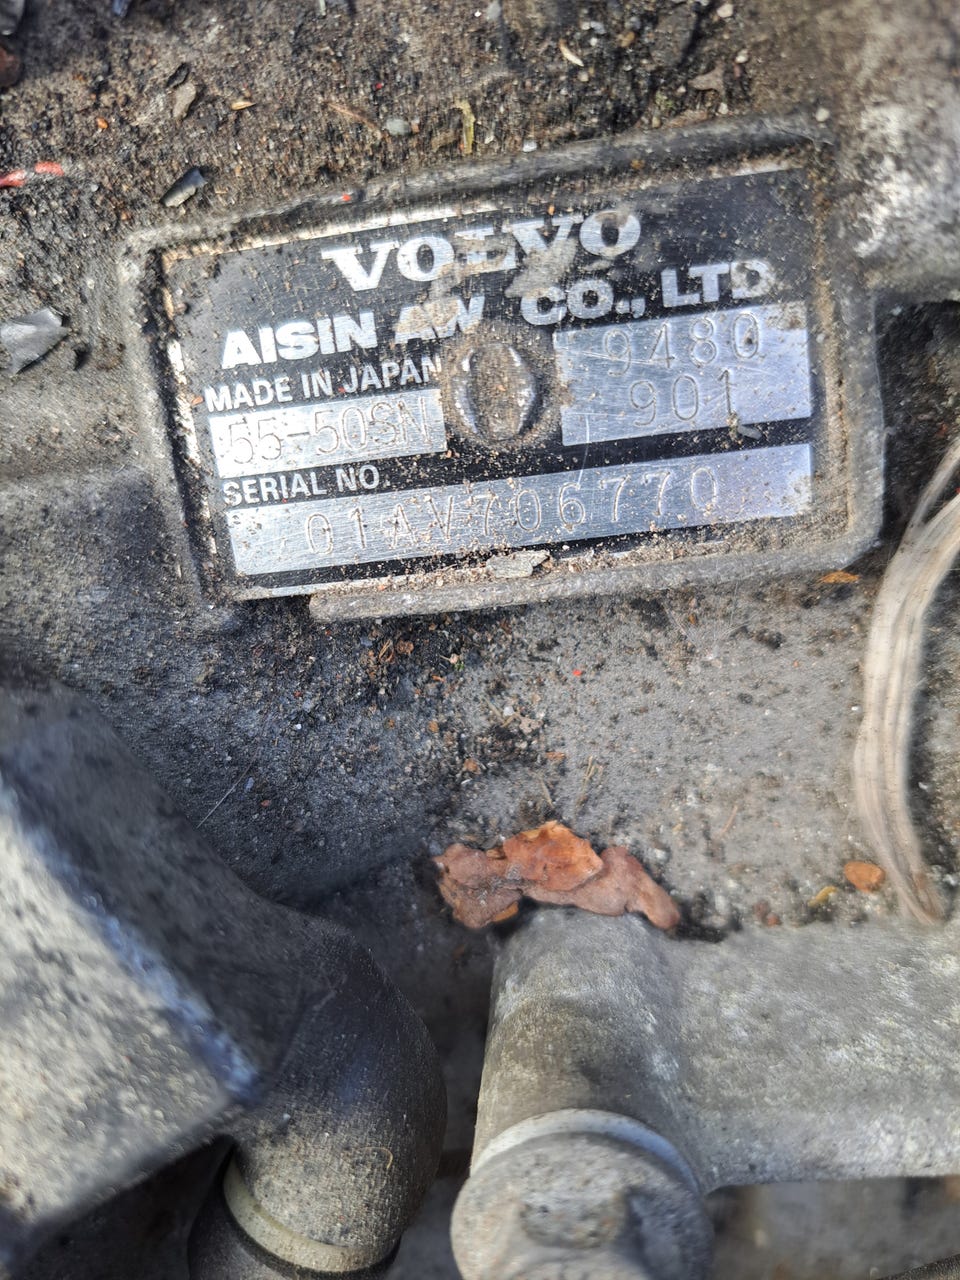 VOLVO
AISIN AW CO., LTD
MADE IN JAPAN
9480
55-50SN
901
SERIAL NO.
01AV706770